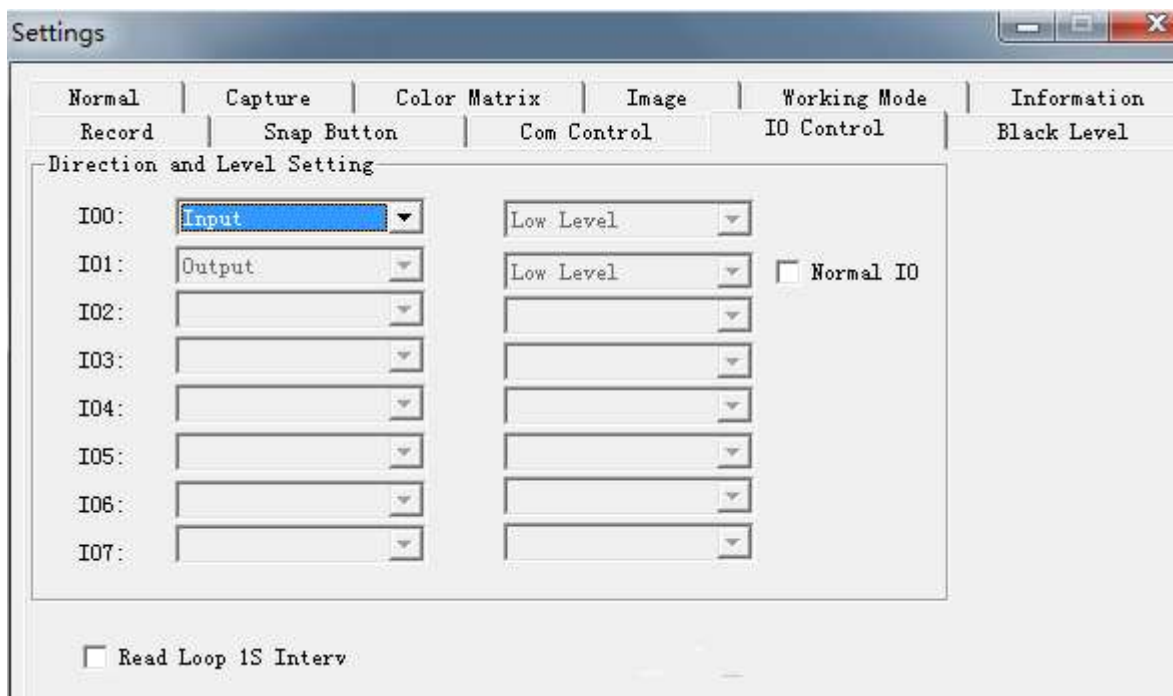 Settings
Normal Capture Color Matrix Image Working Mode Information
Record Snap Button Com Control IO Control Black Level
Direction and Level Setting
IO0: Input Low Level
IO1: Output Low Level Normal IO
IO2:
IO3:
IO4:
IO5:
IO6:
IO7:
Read Loop 1S Interv